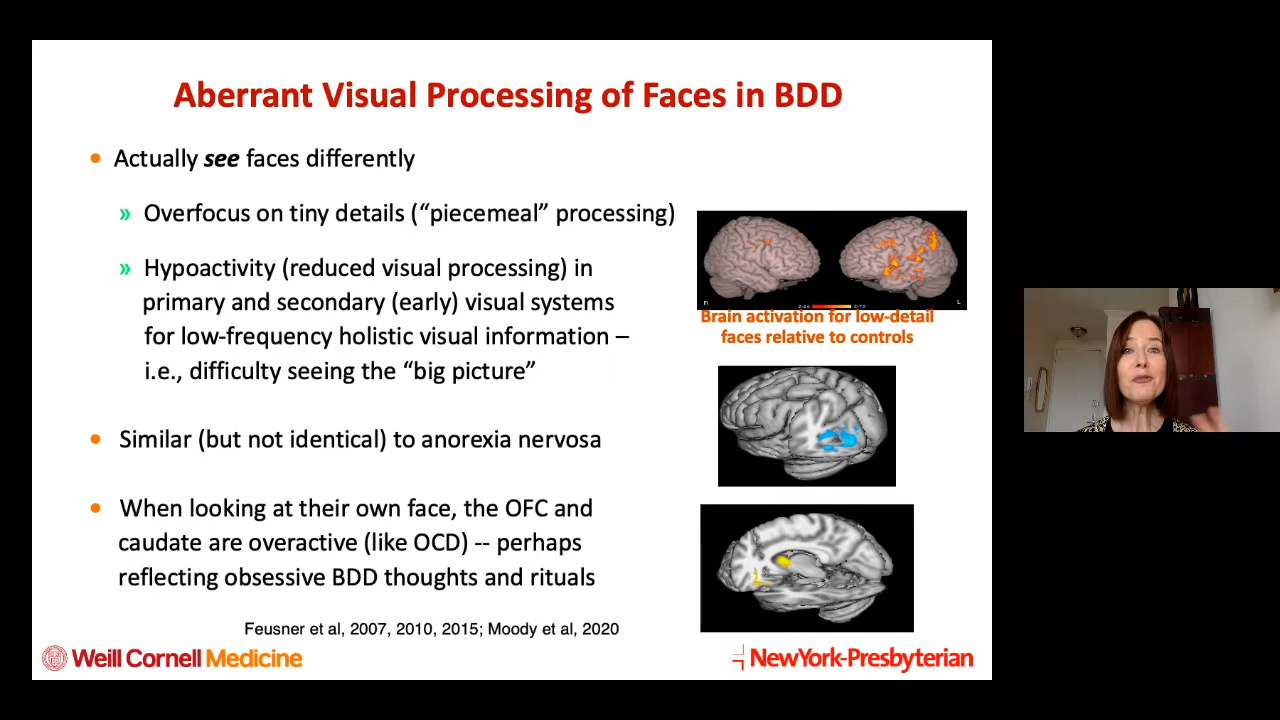 Aberrant Visual Processing of Faces in BDD
• Actually see faces differently
» Overfocus on tiny details (“piecemeal” processing)
» Hypoactivity (reduced visual processing) in
primary and secondary (early) visual systems
for low-frequency holistic visual information –
i.e., difficulty seeing the “big picture”
• Similar (but not identical) to anorexia nervosa
• When looking at their own face, the OFC and
caudate are overactive (like OCD) -- perhaps
reflecting obsessive BDD thoughts and rituals
L
Brain activation for low-detail
faces relative to controls
Feusner et al, 2007, 2010, 2015; Moody et al, 2020
Weill Cornell Medicine
NewYork-Presbyterian